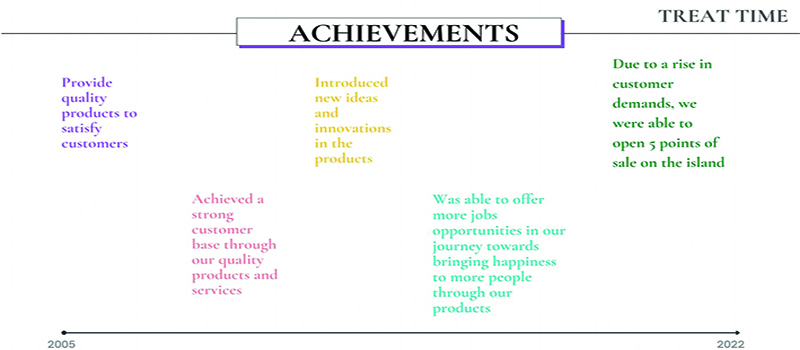 TREAT TIME
ACHIEVEMENTS
Provide
quality
products to
satisfy
customers
Achieved a
strong
customer
base through
our quality
products and
services
Introduced
new ideas
and
innovations
in the
products
Was able to offer
more jobs
opportunities in our
journey towards
bringing happiness
to more people
through our
products
Due to a rise in
customer
demands, we
were able to
open 5 points of
sale on the island
2005
2022